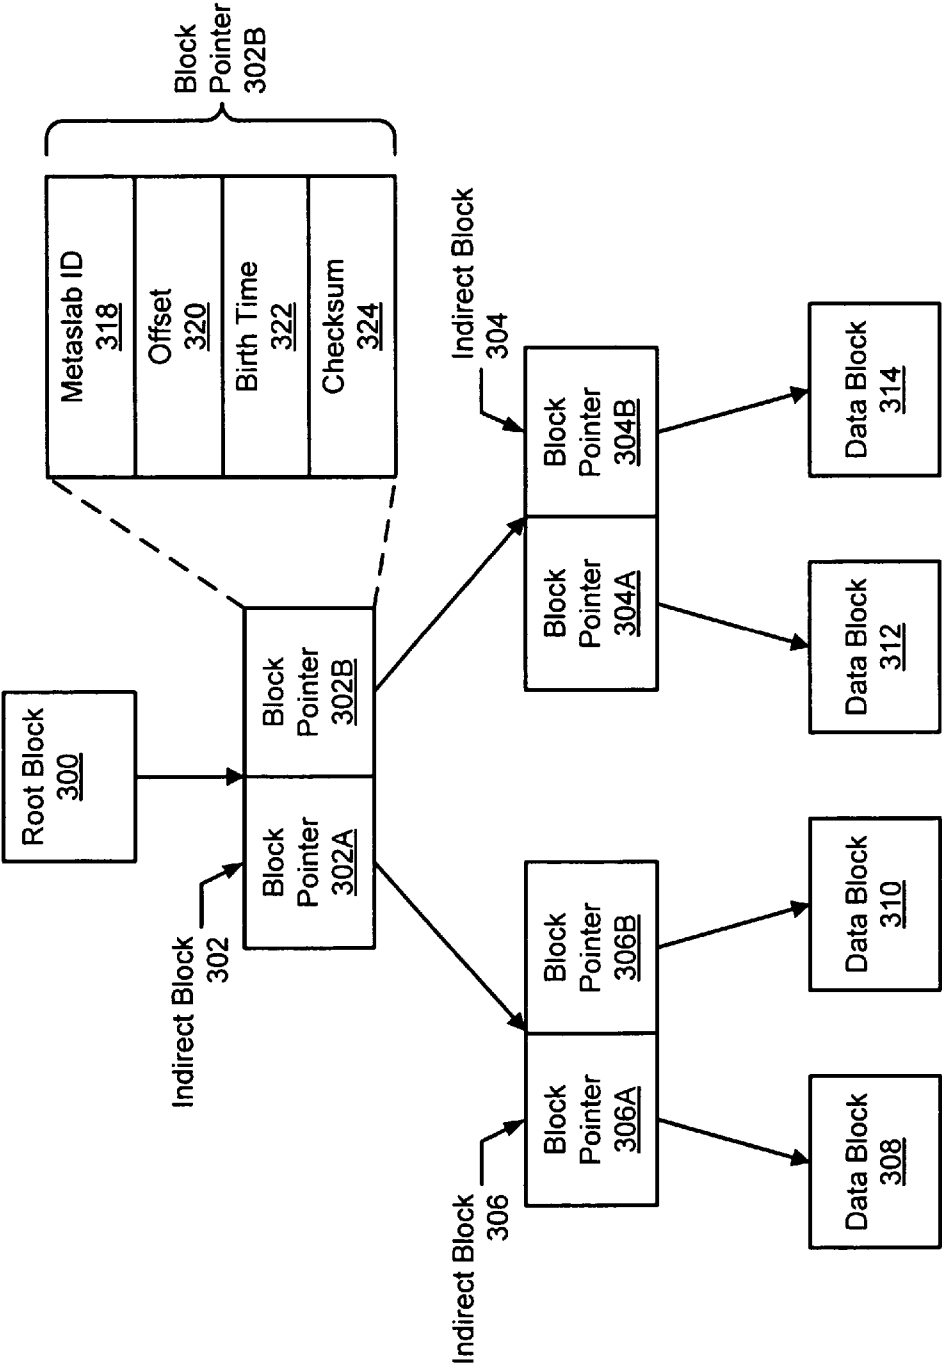 Root Block
300
Indirect Block
302
Block
Pointer
302A
Block
Pointer
302B
Metaslab ID
318
Offset
320
Birth Time
322
Checksum
324
Block
Pointer
302B
Indirect Block
306
Block
Pointer
306A
Block
Pointer
306B
Block
Pointer
304A
Block
Pointer
304B
Indirect Block
304
Data Block
308
Data Block
310
Data Block
312
Data Block
314